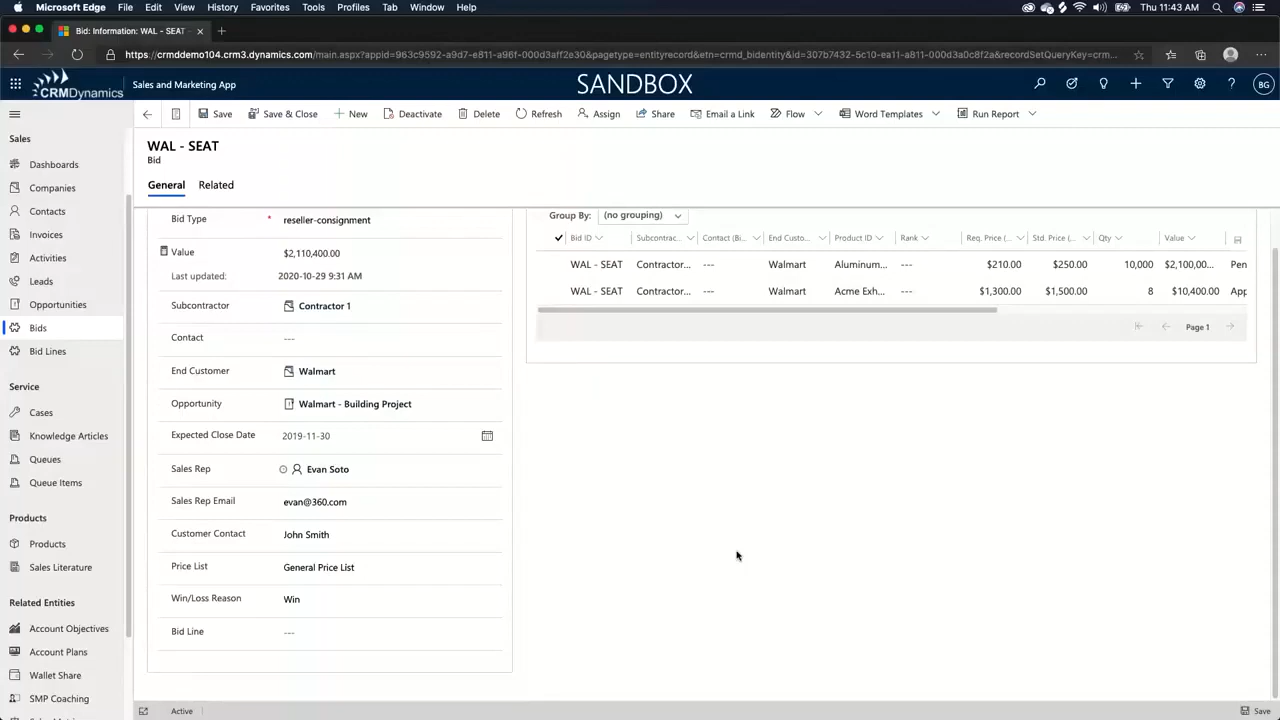 Microsoft Edge File Edit View History Favorites Tools Profiles Tab Window Help Thu 11:43 AM
Bid: Information: WAL - SEAT -
https://crmddemo104.crm3.dynamics.com/main.aspx?appid=963c9592-a9d7-e811-a96f-000d3aff2e30&pagetype=entityrecord&etn=crmd_bidentity&id=307b7432-5c10-ea11-a811-000d3a0c8f2a&recordSetQueryKey=crm...
CRMDynamics Sales and Marketing App SANDBOX BG
Save Save & Close New Deactivate Delete Refresh Assign Share Email a Link Flow Word Templates Run Report
WAL - SEAT
Bid
General Related
Sales
Dashboards
Companies
Contacts
Invoices
Activities
Leads
Opportunities
Bids
Bid Lines
Service
Cases
Knowledge Articles
Queues
Queue Items
Products
Products
Sales Literature
Related Entities
Account Objectives
Account Plans
Wallet Share
SMP Coaching
Bid Type * reseller-consignment
Value $2,110,400.00
Last updated: 2020-10-29 9:31 AM
Subcontractor Contractor 1
Contact ---
End Customer Walmart
Opportunity Walmart - Building Project
Expected Close Date 2019-11-30
Sales Rep Evan Soto
Sales Rep Email evan@360.com
Customer Contact John Smith
Price List General Price List
Win/Loss Reason Win
Bid Line ---
Group By: (no grouping)
Bid ID Subcontrac... Contact (Bi... End Custo... Product ID Rank Req. Price (... Std. Price (... Qty Value
WAL - SEAT Contractor... --- Walmart Aluminum... --- $210.00 $250.00 10,000 $2,100,00... Pen
WAL - SEAT Contractor... --- Walmart Acme Exh... --- $1,300.00 $1,500.00 8 $10,400.00 App
Page 1
Active Save